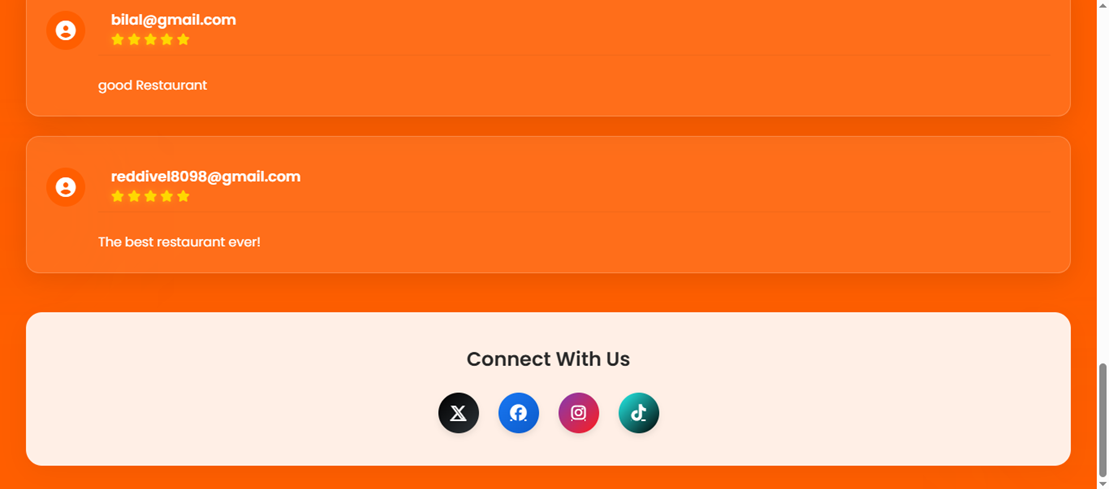 bilal@gmail.com
good Restaurant
reddivel8098@gmail.com
The best restaurant ever!
Connect With Us